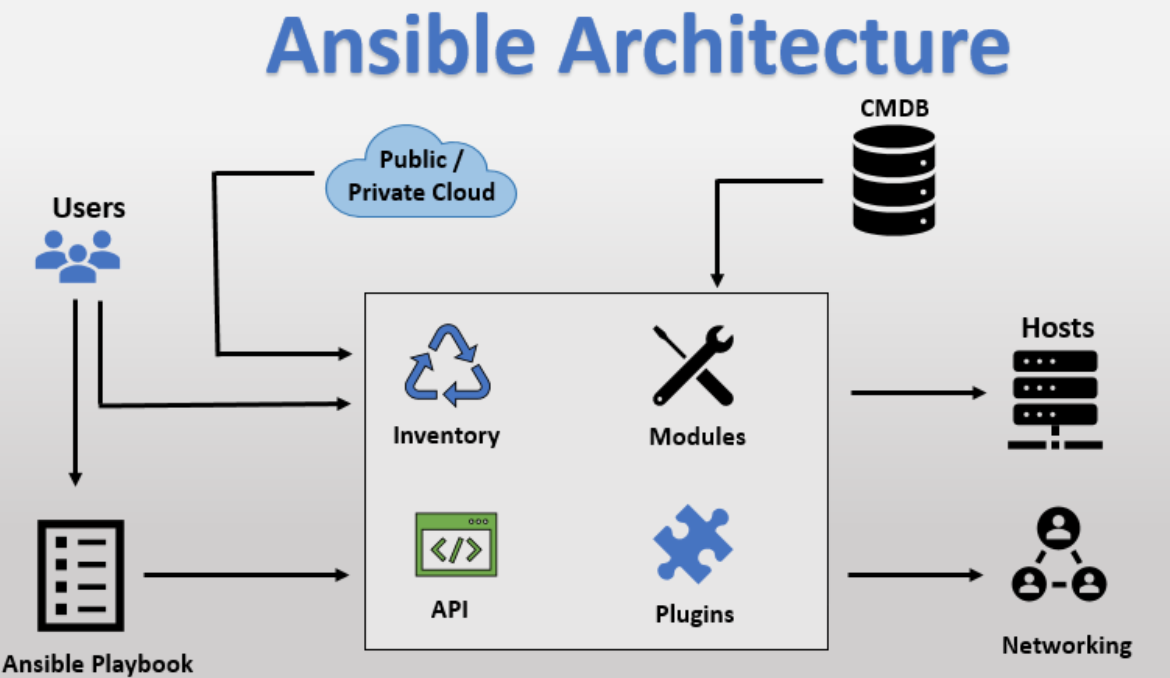 Ansible Architecture
CMDB
Public /
Private Cloud
Users
Hosts
Inventory
Modules
</>
API
Plugins
Networking
Ansible Playbook